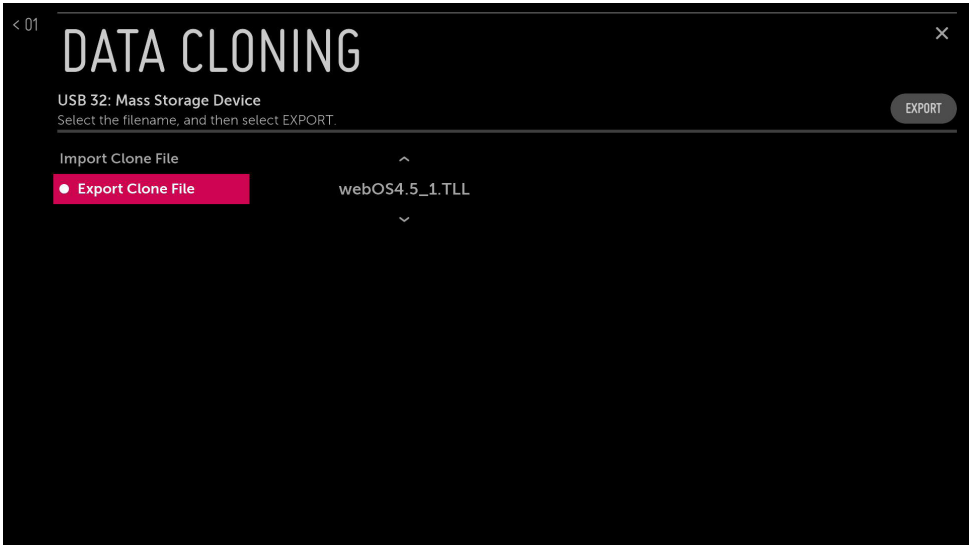 < 01
DATA CLONING
USB 32: Mass Storage Device
Select the filename, and then select EXPORT.
EXPORT
Import Clone File
Export Clone File
webOS4.5_1.TLL